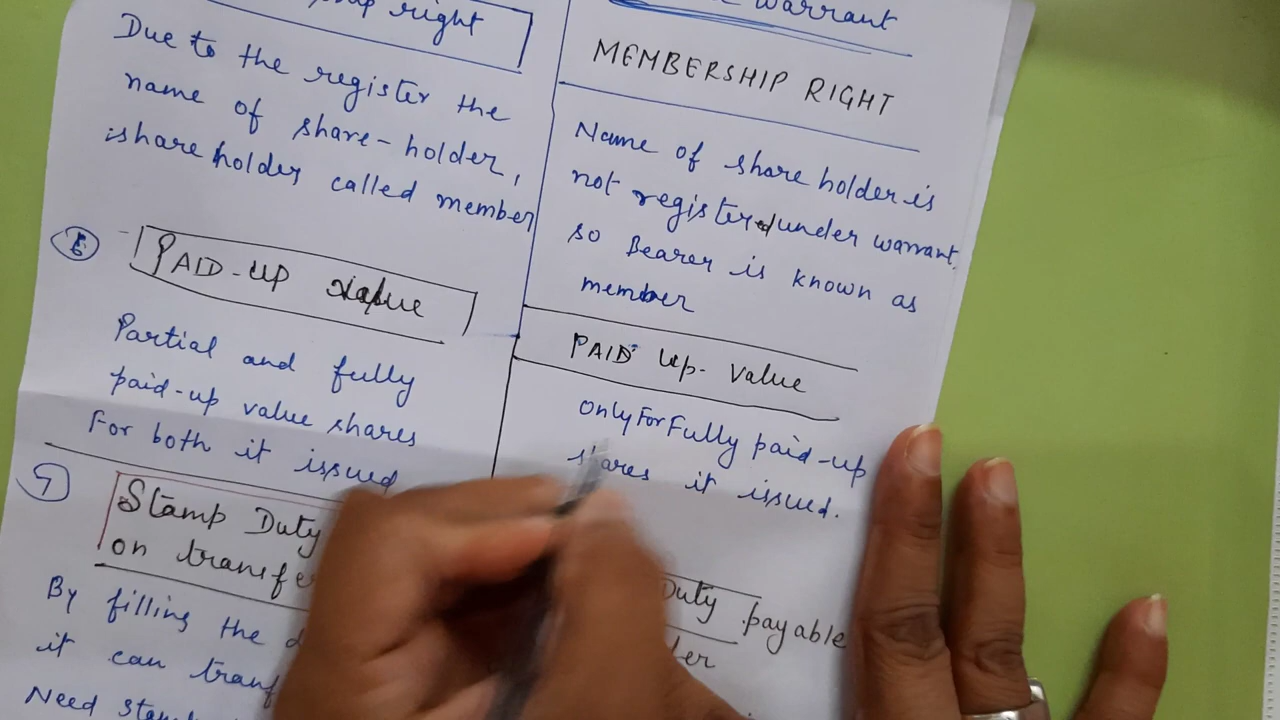 right
Due to the register the
name of share-holder,
share holder called member
6
PAID-UP value
Partial and fully
paid-up value shares
For both it issued
7
Stamp Duty
on transfe
By filling the d
it can transf
Need stam
warrant
MEMBERSHIP RIGHT
Name of share holder is
not registered under warrant.
so Bearer is known as
member
PAID up- Value
only For Fully paid-up
shares it issued.
Duty payable